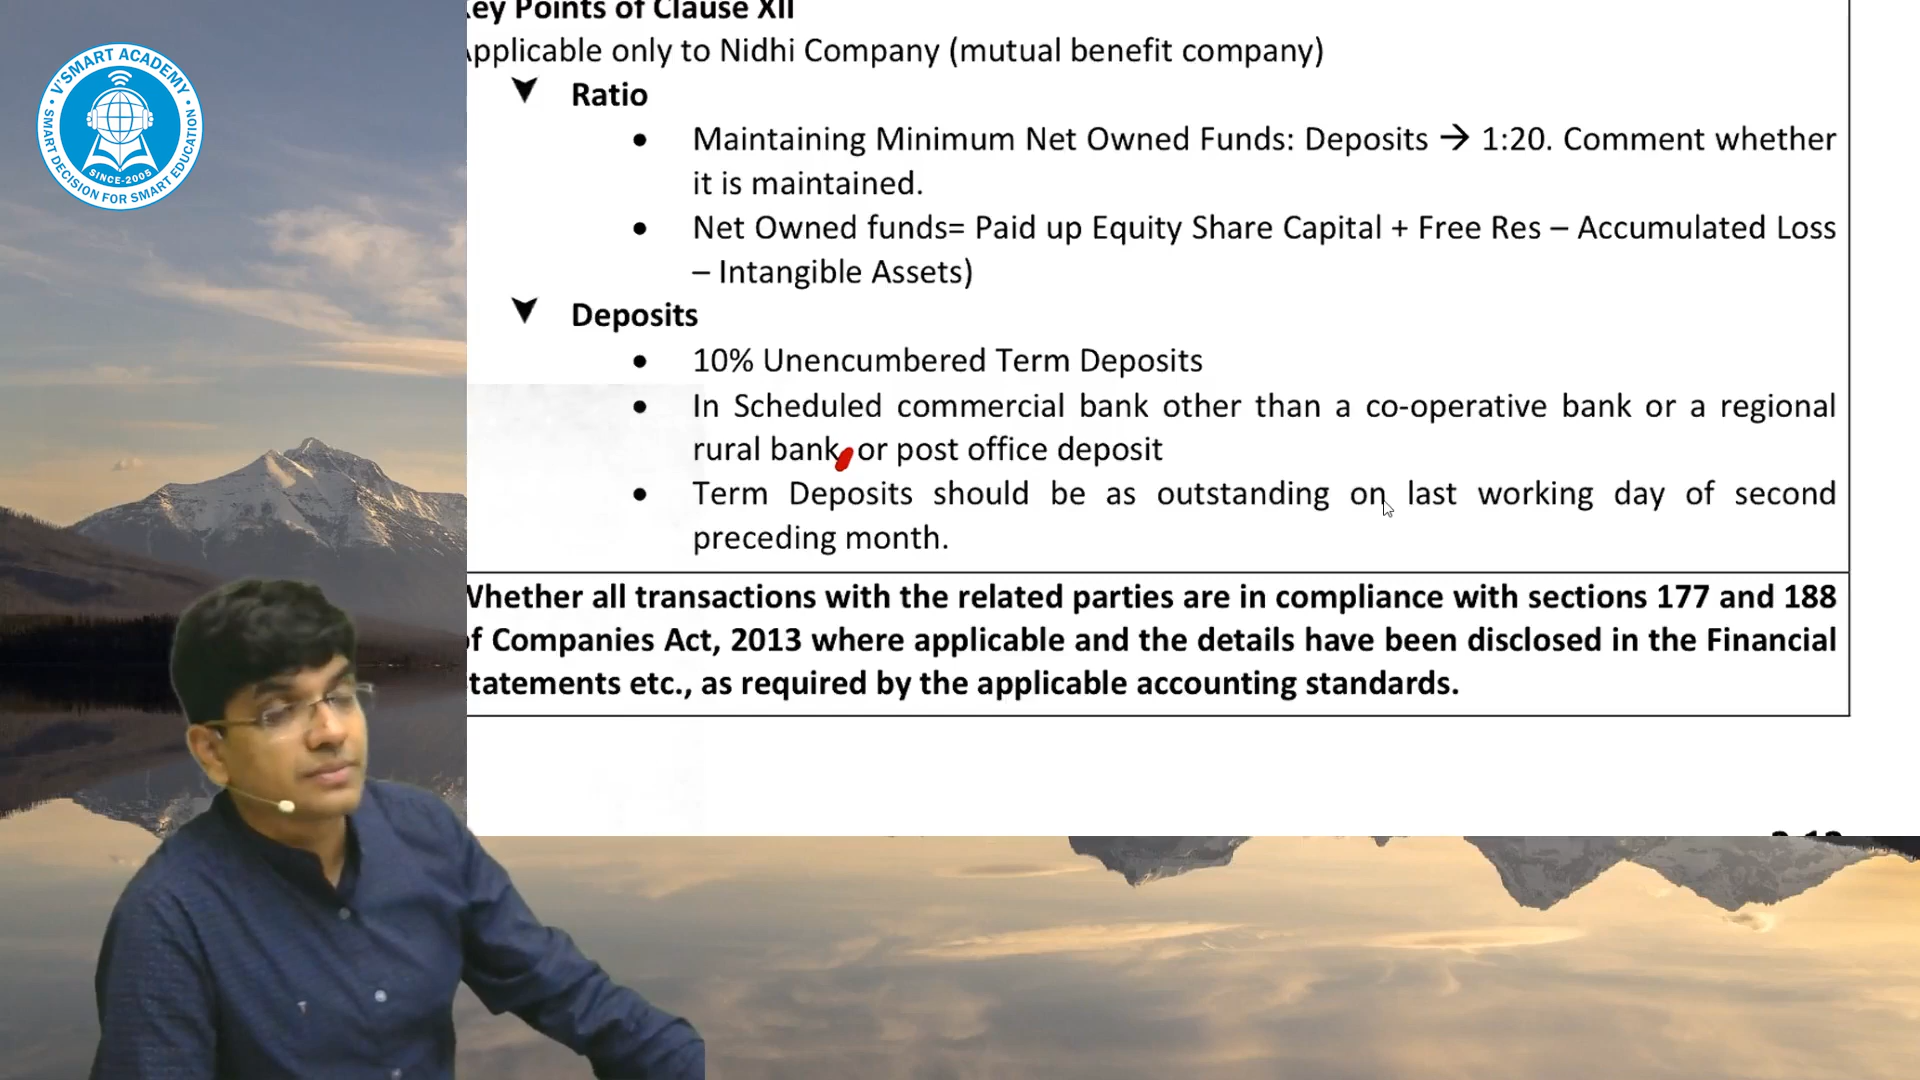 V'SMART ACADEMY
SMART DECISION FOR SMART EDUCATION
SINCE-2005
Key Points of Clause XII
Applicable only to Nidhi Company (mutual benefit company)
Ratio
• Maintaining Minimum Net Owned Funds: Deposits → 1:20. Comment whether
it is maintained.
• Net Owned funds= Paid up Equity Share Capital + Free Res – Accumulated Loss
– Intangible Assets)
Deposits
• 10% Unencumbered Term Deposits
• In Scheduled commercial bank other than a co-operative bank or a regional
rural bank, or post office deposit
• Term Deposits should be as outstanding on last working day of second
preceding month.
Whether all transactions with the related parties are in compliance with sections 177 and 188
of Companies Act, 2013 where applicable and the details have been disclosed in the Financial
Statements etc., as required by the applicable accounting standards.